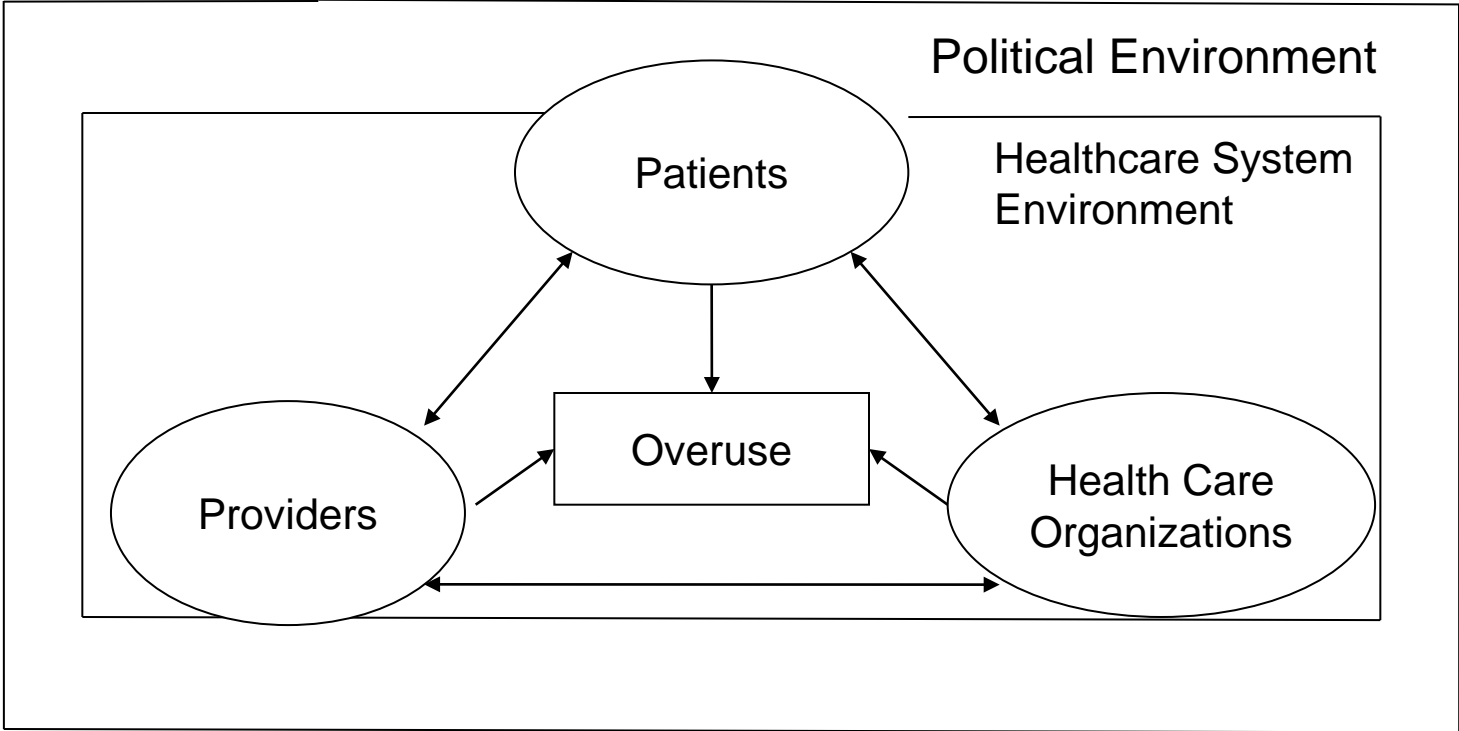 Political Environment
Patients
Healthcare System
Environment
Overuse
Providers
Health Care
Organizations